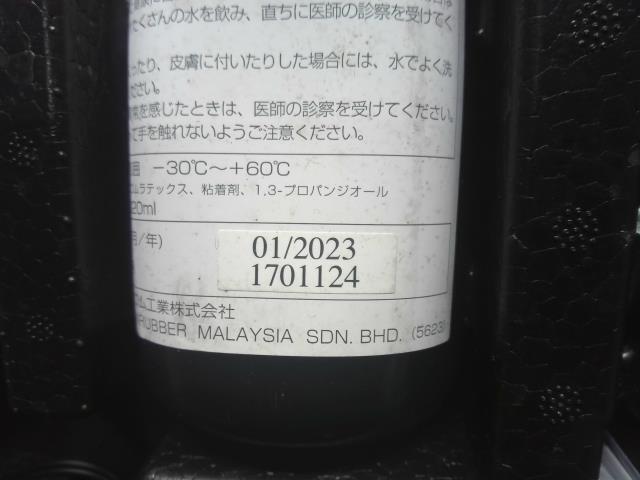 たくさんの水を飲み、直ちに医師の診察を受けてく
ったり、皮膚に付いたりした場合には、水でよく洗
ださい。
を感じたときは、医師の診察を受けてください。
て手を触れないようご注意ください。
囲 −30℃〜+60℃
ムラテックス、粘着剤、1,3-プロパンジオール
20ml
月/年)
01/2023
1701124
ム工業株式会社
RUBBER MALAYSIA SDN. BHD. (5623